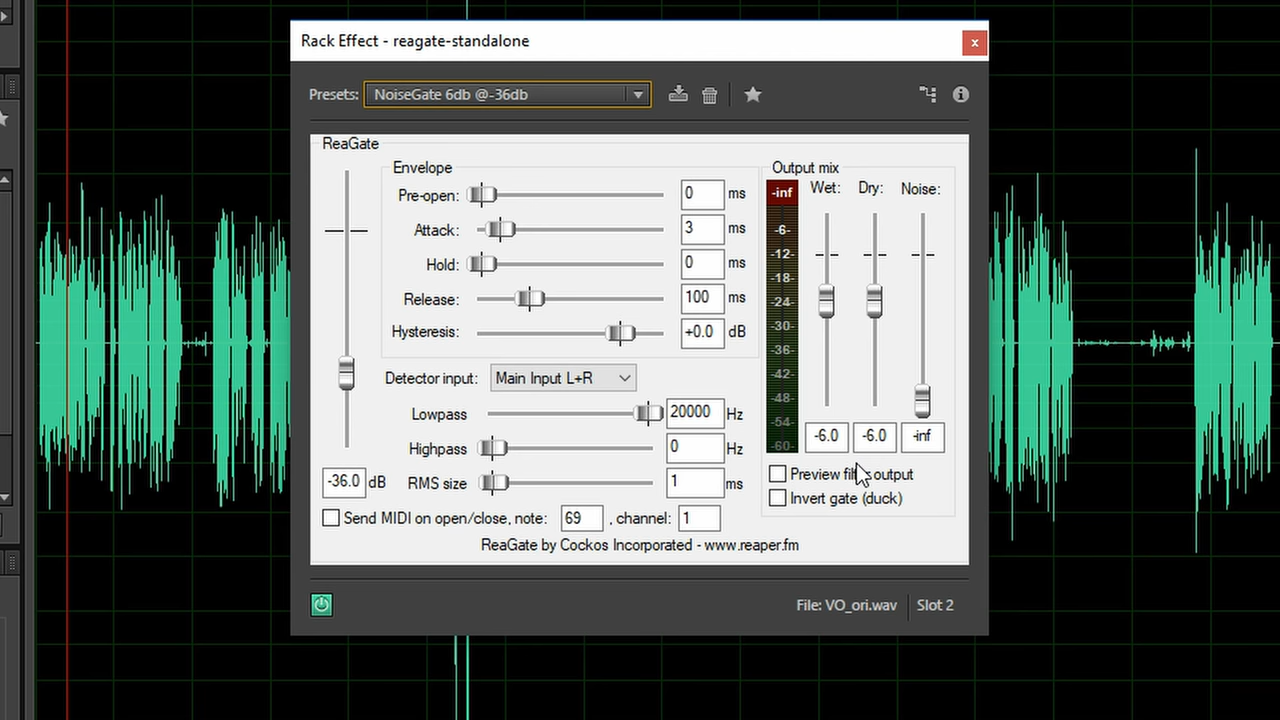 Rack Effect - reagate-standalone
x
Presets: NoiseGate 6db @-36db
ReaGate
Envelope
Pre-open: 0 ms
Attack: 3 ms
Hold: 0 ms
Release: 100 ms
Hysteresis: +0.0 dB
Detector input: Main Input L+R
Lowpass 20000 Hz
Highpass 0 Hz
-36.0 dB
RMS size 1 ms
Send MIDI on open/close, note: 69 , channel: 1
Output mix
Wet: Dry: Noise:
-inf
-6-
-12-
-18-
-24-
-30-
-36-
-42-
-48-
-54-
-60-
-6.0 -6.0 -inf
Preview output
Invert gate (duck)
ReaGate by Cockos Incorporated - www.reaper.fm
File: VO_ori.wav Slot 2